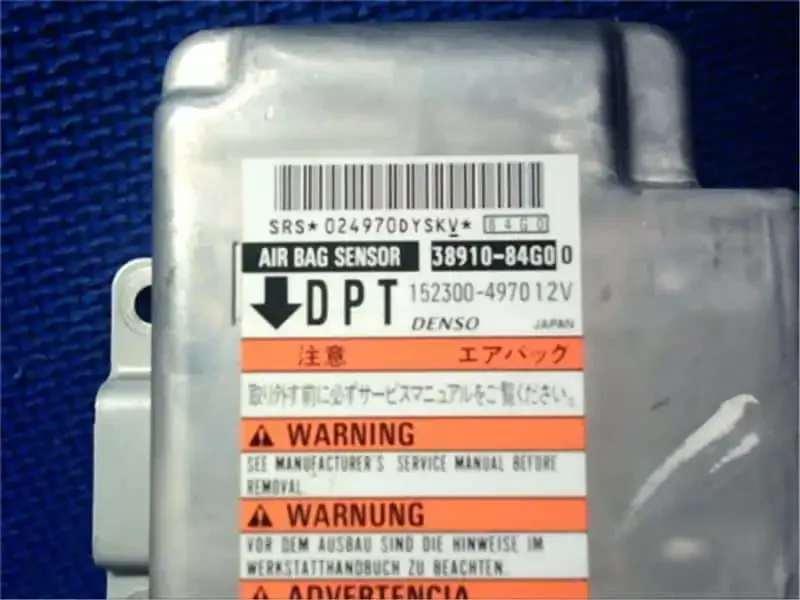 SRS*024970DYSKV* 84G0
AIR BAG SENSOR 38910-84G00
DPT 152300-4970 12V
DENSO JAPAN
注意 エアバック
取り外す前に必ずサービスマニュアルをご覧ください。
WARNING
SEE MANUFACTURER'S SERVICE MANUAL BEFORE
REMOVAL.
WARNUNG
VOR DEM AUSBAU SIND DIE HINWEISE IM
WERKSTATTHANDBUCH ZU BEACHTEN.
ADVERTENCIA